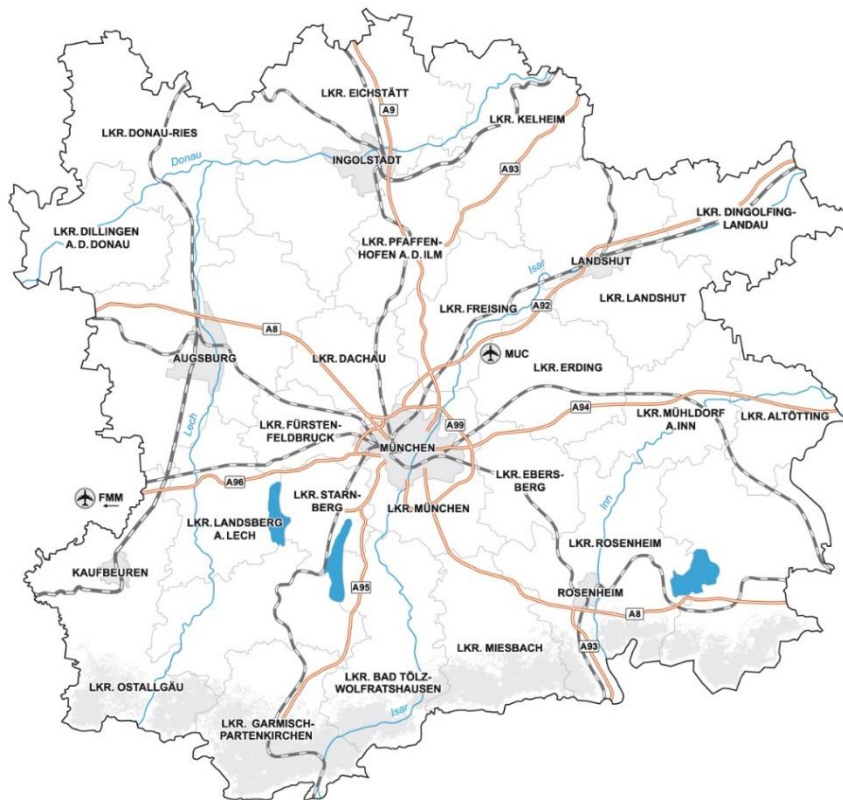 LKR. EICHSTÄTT
A9
LKR. DONAU-RIES
LKR. KELHEIM
Donau
INGOLSTADT
A93
LKR. DILLINGEN
A.D. DONAU
LKR. DINGOLFING-
LANDAU
LKR. PFAFFEN-
HOFEN A.D. ILM
Isar
LANDSHUT
LKR. LANDSHUT
LKR. FREISING
A92
A8
AUGSBURG
LKR. DACHAU
MUC
LKR. ERDING
A94
Lech
LKR. FÜRSTEN-
FELDBRUCK
A99
LKR. MÜHLDORF
A. INN
LKR. ALTÖTTING
MÜNCHEN
LKR. EBERS-
BERG
A96
FMM
LKR. STARN-
BERG
LKR. MÜNCHEN
Inn
LKR. LANDSBERG
A. LECH
LKR. ROSENHEIM
KAUFBEUREN
A95
ROSENHEIM
A8
A93
LKR. MIESBACH
LKR. OSTALLGÄU
LKR. BAD TÖLZ-
WOLFRATSHAUSEN
Isar
LKR. GARMISCH-
PARTENKIRCHEN